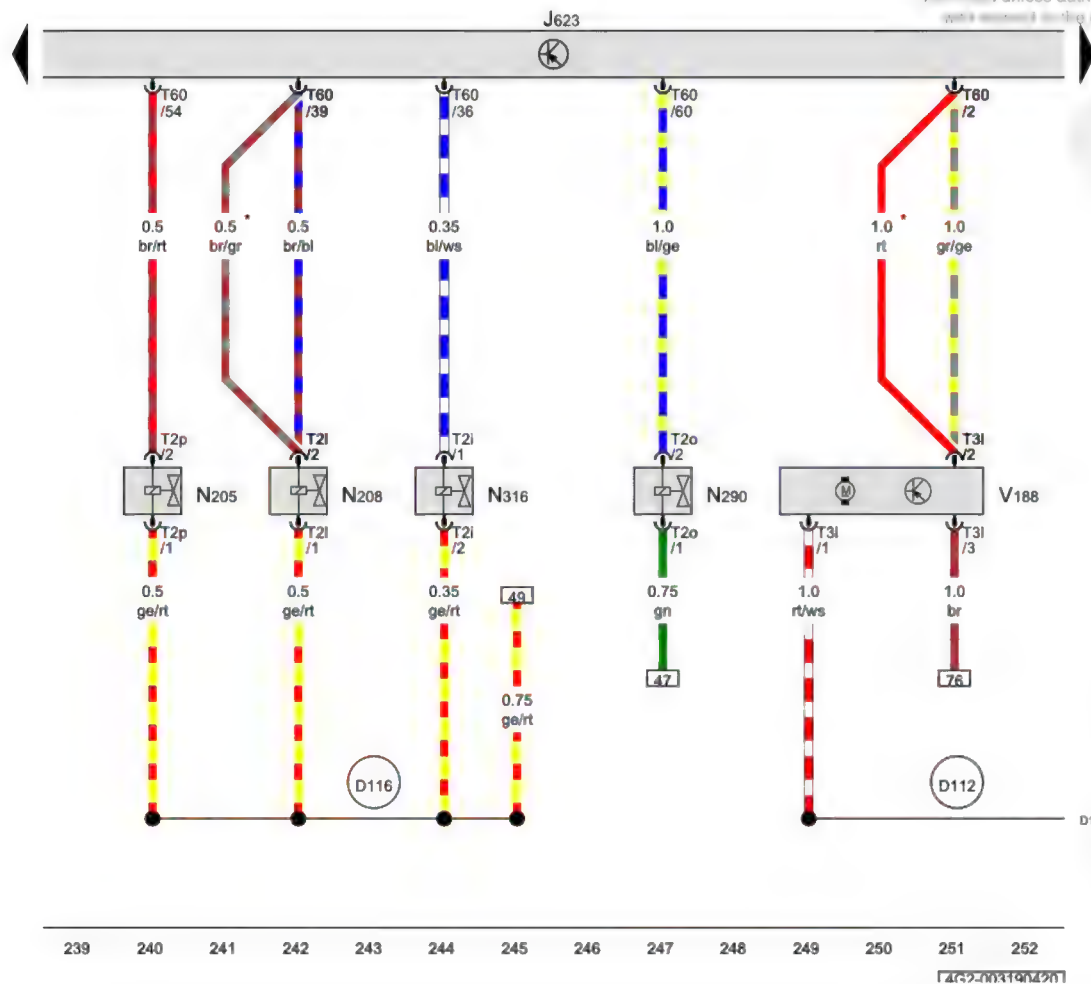 J623
T60 T60 T60 T60 T60
/54 /39 /36 /60 /2
0.5 0.5 * 0.5 0.35 1.0 1.0 * 1.0
br/rt br/gr br/bl bl/ws bl/ge rt gr/ge
T2p T2l T2i T2o T3l
/2 /2 /1 /2 /2
N205 N208 N316 N290 M V188
T2p T2l T2i T2o T3l T3l
/1 /1 /2 /1 /1 /3
0.5 0.5 0.35 49 0.75 1.0 1.0
ge/rt ge/rt ge/rt gn rt/ws br
47 76
0.75
ge/rt
D116 D112
239 240 241 242 243 244 245 246 247 248 249 250 251 252
4G2-003190420